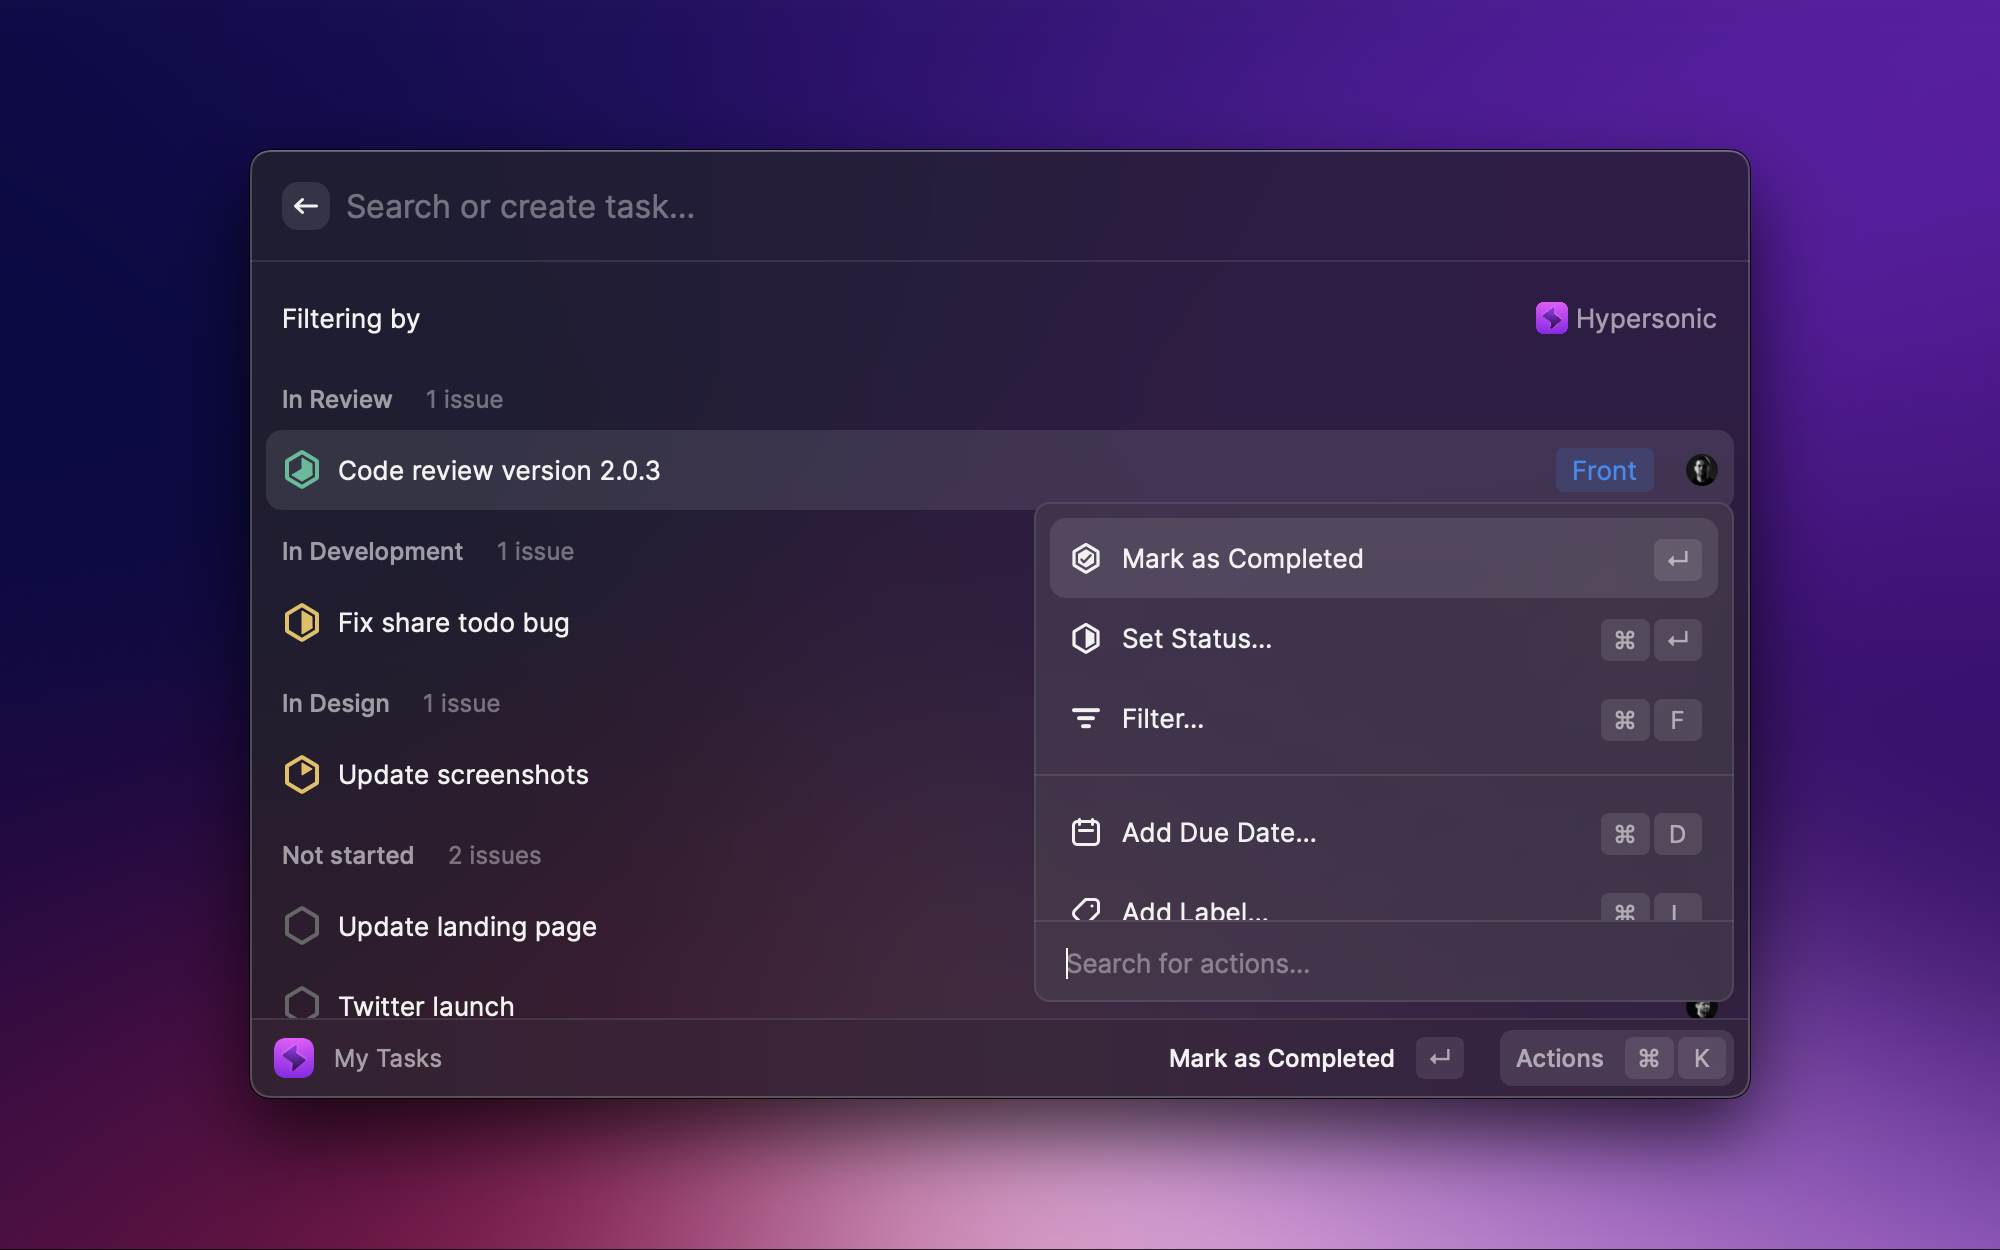 Search or create task...
Filtering by
Hypersonic
In Review 1 issue
Code review version 2.0.3 Front
In Development 1 issue
Fix share todo bug
In Design 1 issue
Update screenshots
Not started 2 issues
Update landing page
Twitter launch
Mark as Completed ↵
Set Status... ⌘ ↵
Filter... ⌘ F
Add Due Date... ⌘ D
Add Label... ⌘ L
Search for actions...
My Tasks
Mark as Completed ↵
Actions ⌘ K